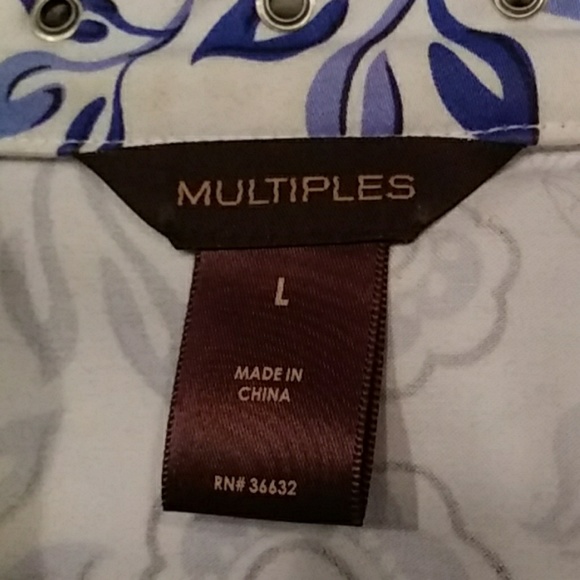 MULTIPLES
L
MADE IN
CHINA
RN# 36632